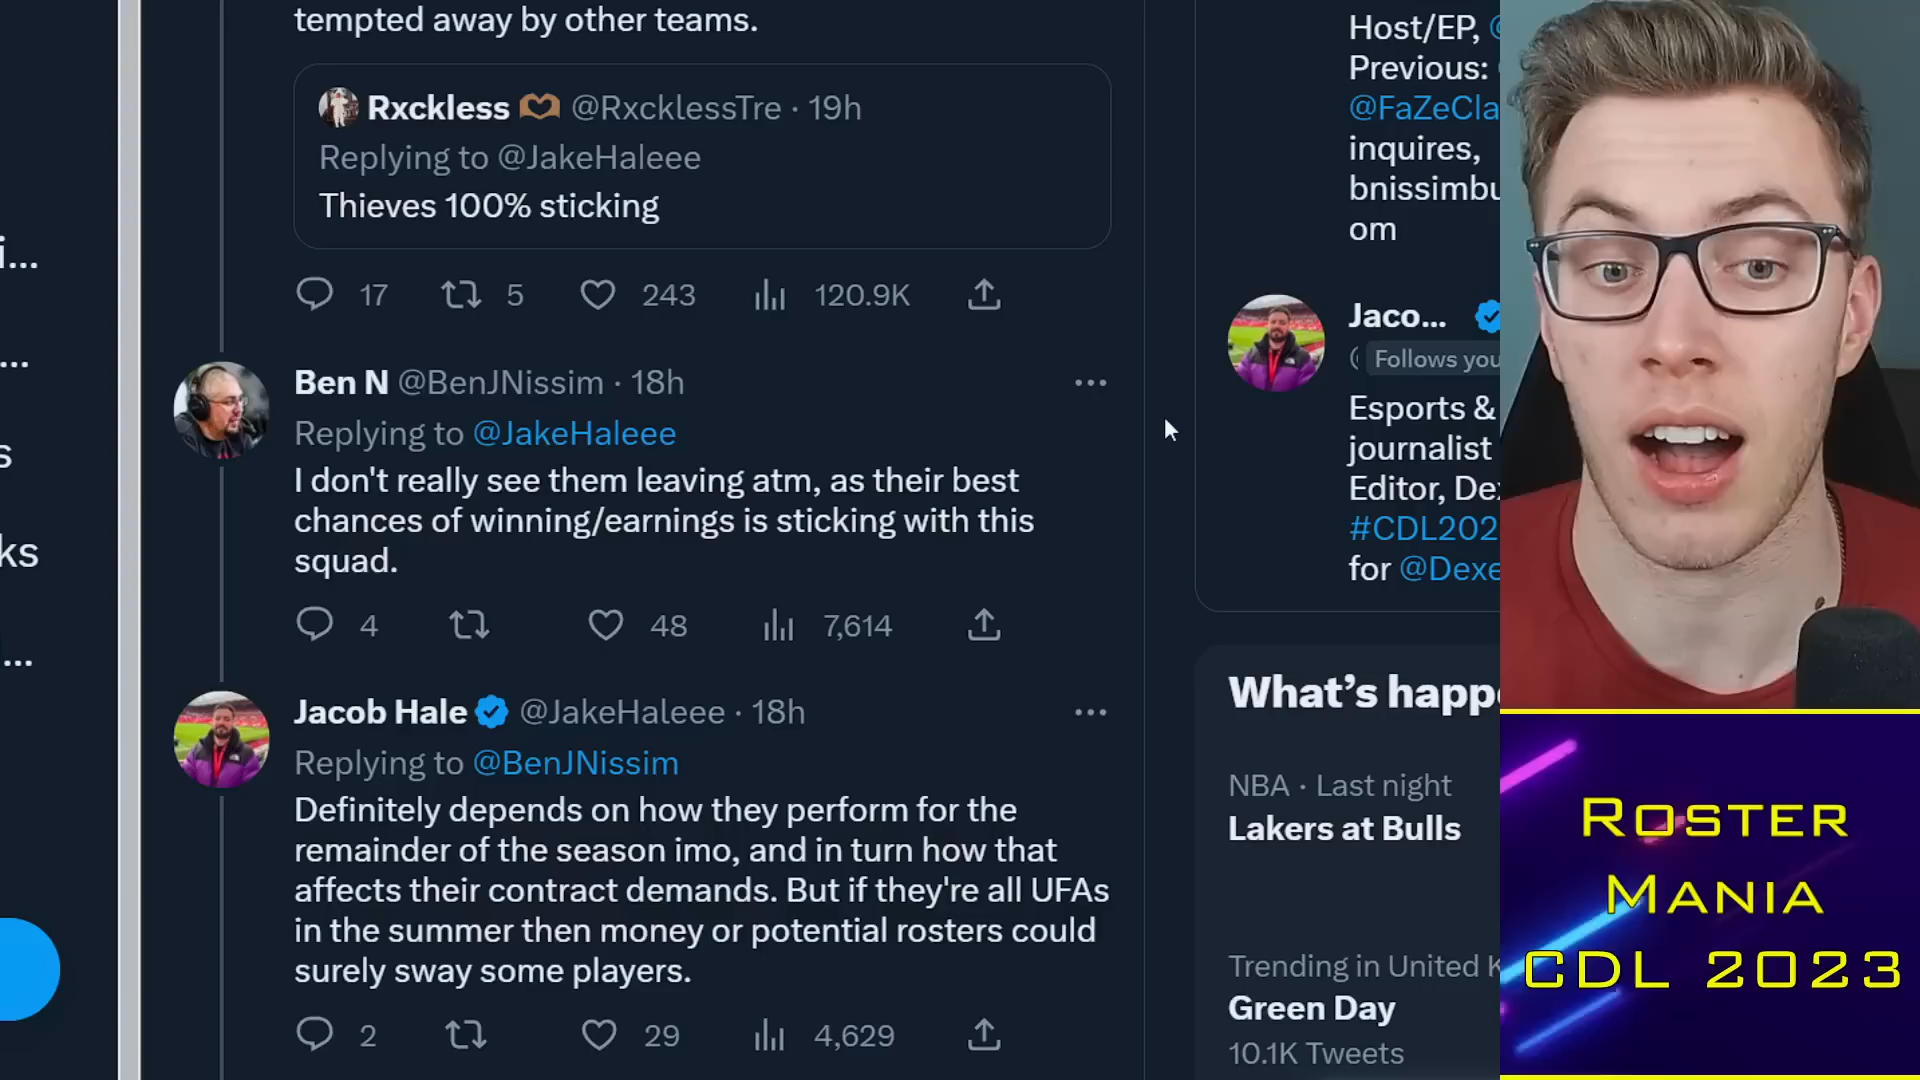 tempted away by other teams.
Rxckless @RxcklessTre · 19h
Replying to @JakeHaleee
Thieves 100% sticking
17 5 243 120.9K
Ben N @BenJNissim · 18h
Replying to @JakeHaleee
I don't really see them leaving atm, as their best
chances of winning/earnings is sticking with this
squad.
4 48 7,614
Jacob Hale @JakeHaleee · 18h
Replying to @BenJNissim
Definitely depends on how they perform for the
remainder of the season imo, and in turn how that
affects their contract demands. But if they're all UFAs
in the summer then money or potential rosters could
surely sway some players.
2 29 4,629
Host/EP,
Previous:
@FaZeCla
inquires,
bnissimbu
om
Jaco...
Follows you
Esports &
journalist
Editor, Dex
#CDL202
for @Dexe
What's happe
NBA · Last night
Lakers at Bulls
Trending in United K
Green Day
10.1K Tweets
ROSTER
MANIA
CDL 2023